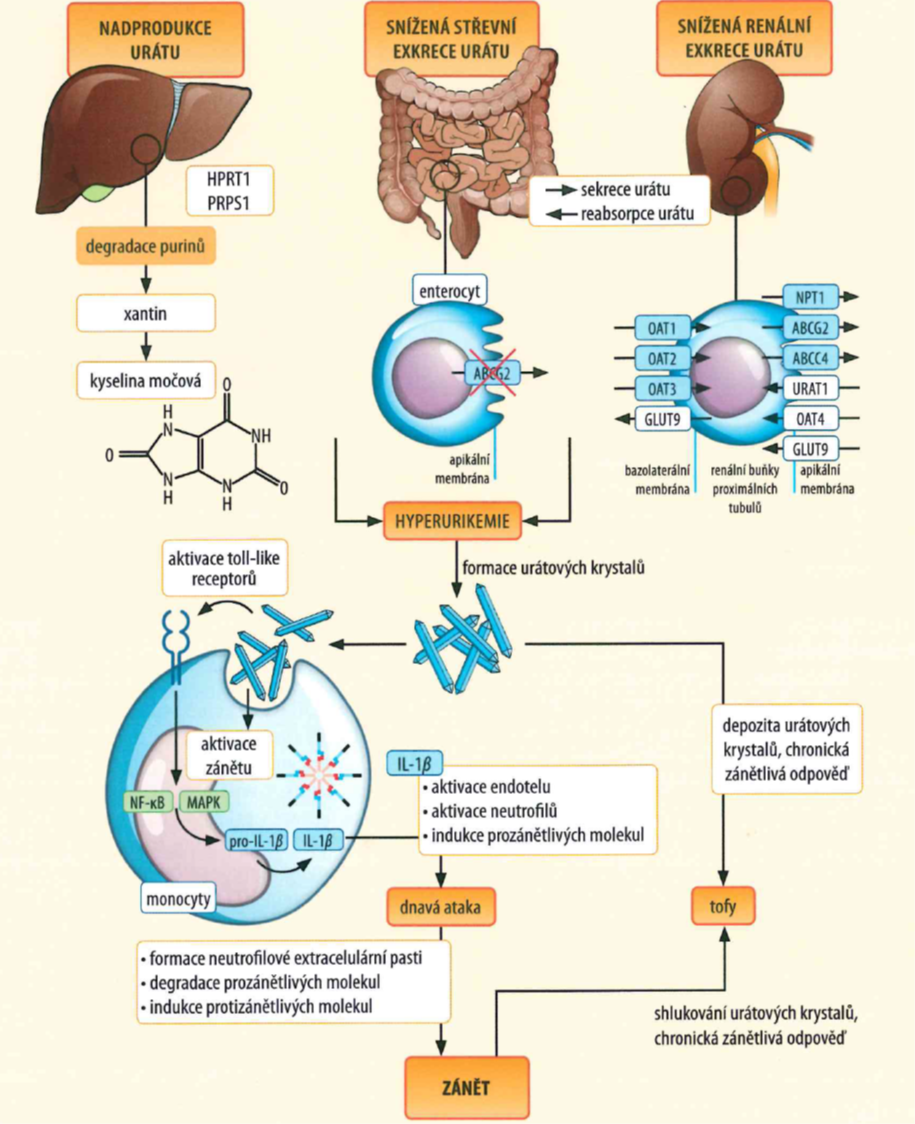 NADPRODUKCE
URÁTU
SNÍŽENÁ STŘEVNÍ
EXKRECE URÁTU
SNÍŽENÁ RENÁLNÍ
EXKRECE URÁTU
HPRT1
PRPS1
sekrece urátu
reabsorpce urátu
degradace purinů
xantin
kyselina močová
O
H
N
NH
O
N
H
N
H
O
enterocyt
ABCG2
apikální
membrána
NPT1
OAT1
ABCG2
OAT2
ABCC4
OAT3
URAT1
GLUT9
OAT4
GLUT9
bazolaterální
membrána
renální buňky
proximálních
tubulů
apikální
membrána
HYPERURIKEMIE
formace urátových krystalů
aktivace toll-like
receptorů
aktivace
zánětu
NF-κB
MAPK
pro-IL-1β
IL-1β
monocyty
IL-1β
• aktivace endotelu
• aktivace neutrofilů
• indukce prozánětlivých molekul
depozita urátových
krystalů, chronická
zánětlivá odpověď
dnavá ataka
tofy
• formace neutrofilové extracelulární pasti
• degradace prozánětlivých molekul
• indukce protizánětlivých molekul
shlukování urátových krystalů,
chronická zánětlivá odpověď
ZÁNĚT